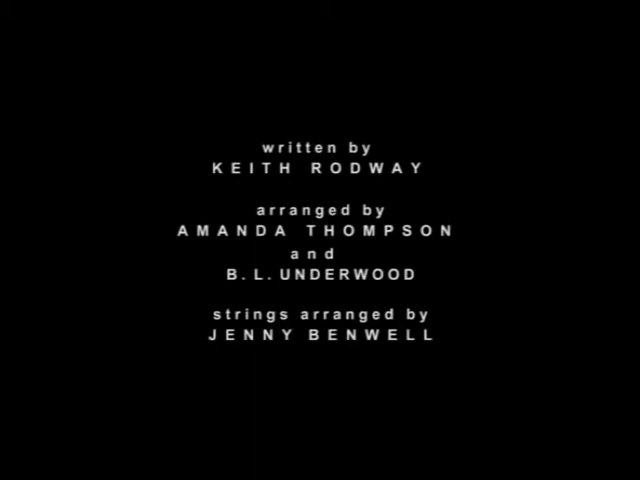 written by
KEITH RODWAY
arranged by
AMANDA THOMPSON
and
B. L. UNDERWOOD
strings arranged by
JENNY BENWELL